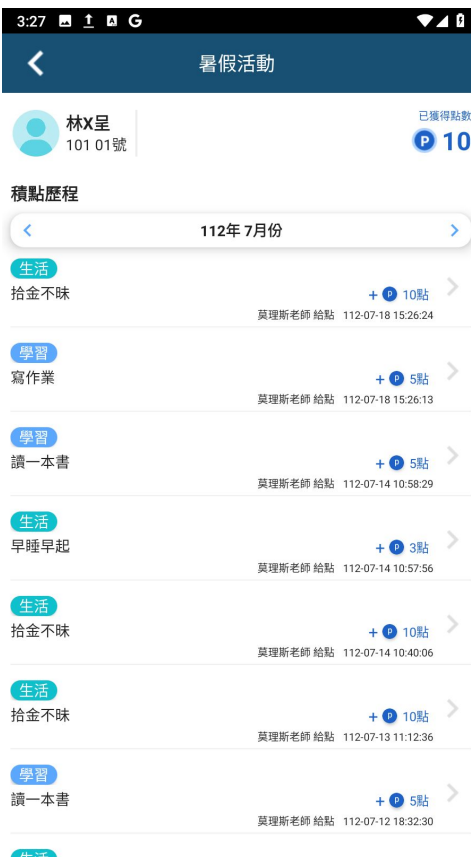 3:27
暑假活動
林X呈
101 01號
已獲得點數
P 10
積點歷程
112年 7月份
生活
拾金不昧
+ P 10點
莫理斯老師 給點 112-07-18 15:26:24
學習
寫作業
+ P 5點
莫理斯老師 給點 112-07-18 15:26:13
學習
讀一本書
+ P 5點
莫理斯老師 給點 112-07-14 10:58:29
生活
早睡早起
+ P 3點
莫理斯老師 給點 112-07-14 10:57:56
生活
拾金不昧
+ P 10點
莫理斯老師 給點 112-07-14 10:40:06
生活
拾金不昧
+ P 10點
莫理斯老師 給點 112-07-13 11:12:36
學習
讀一本書
+ P 5點
莫理斯老師 給點 112-07-12 18:32:30
生活